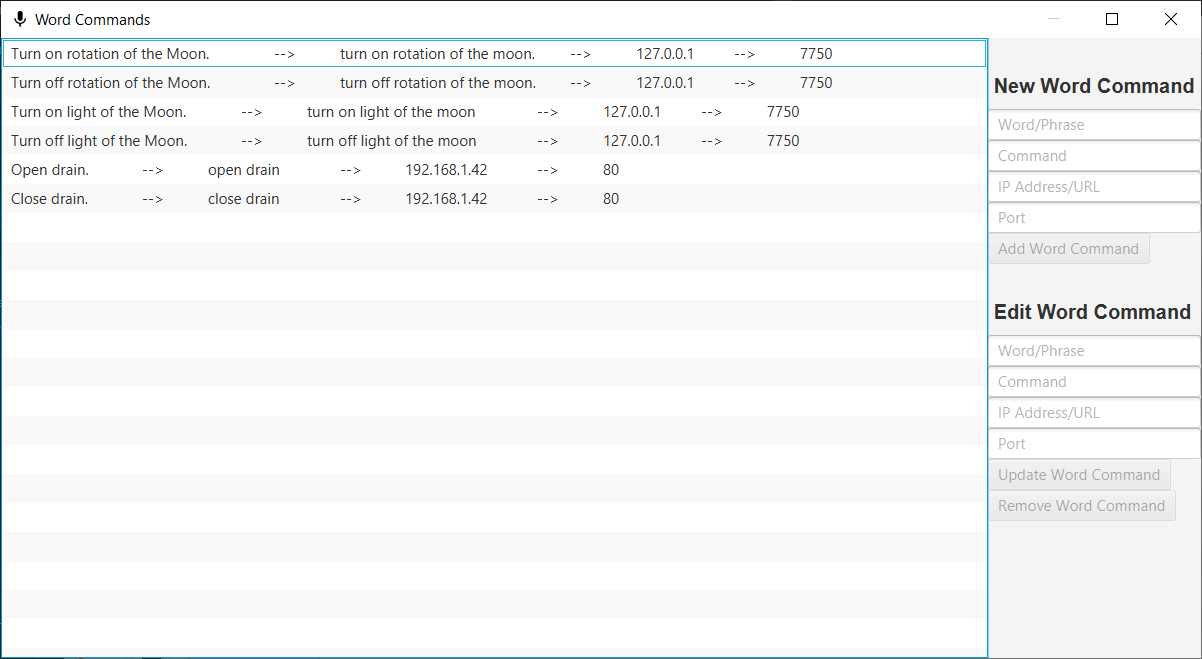 Word Commands
Turn on rotation of the Moon. --> turn on rotation of the moon. --> 127.0.0.1 --> 7750
Turn off rotation of the Moon. --> turn off rotation of the moon. --> 127.0.0.1 --> 7750
Turn on light of the Moon. --> turn on light of the moon --> 127.0.0.1 --> 7750
Turn off light of the Moon. --> turn off light of the moon --> 127.0.0.1 --> 7750
Open drain. --> open drain --> 192.168.1.42 --> 80
Close drain. --> close drain --> 192.168.1.42 --> 80
New Word Command
Word/Phrase
Command
IP Address/URL
Port
Add Word Command
Edit Word Command
Word/Phrase
Command
IP Address/URL
Port
Update Word Command
Remove Word Command